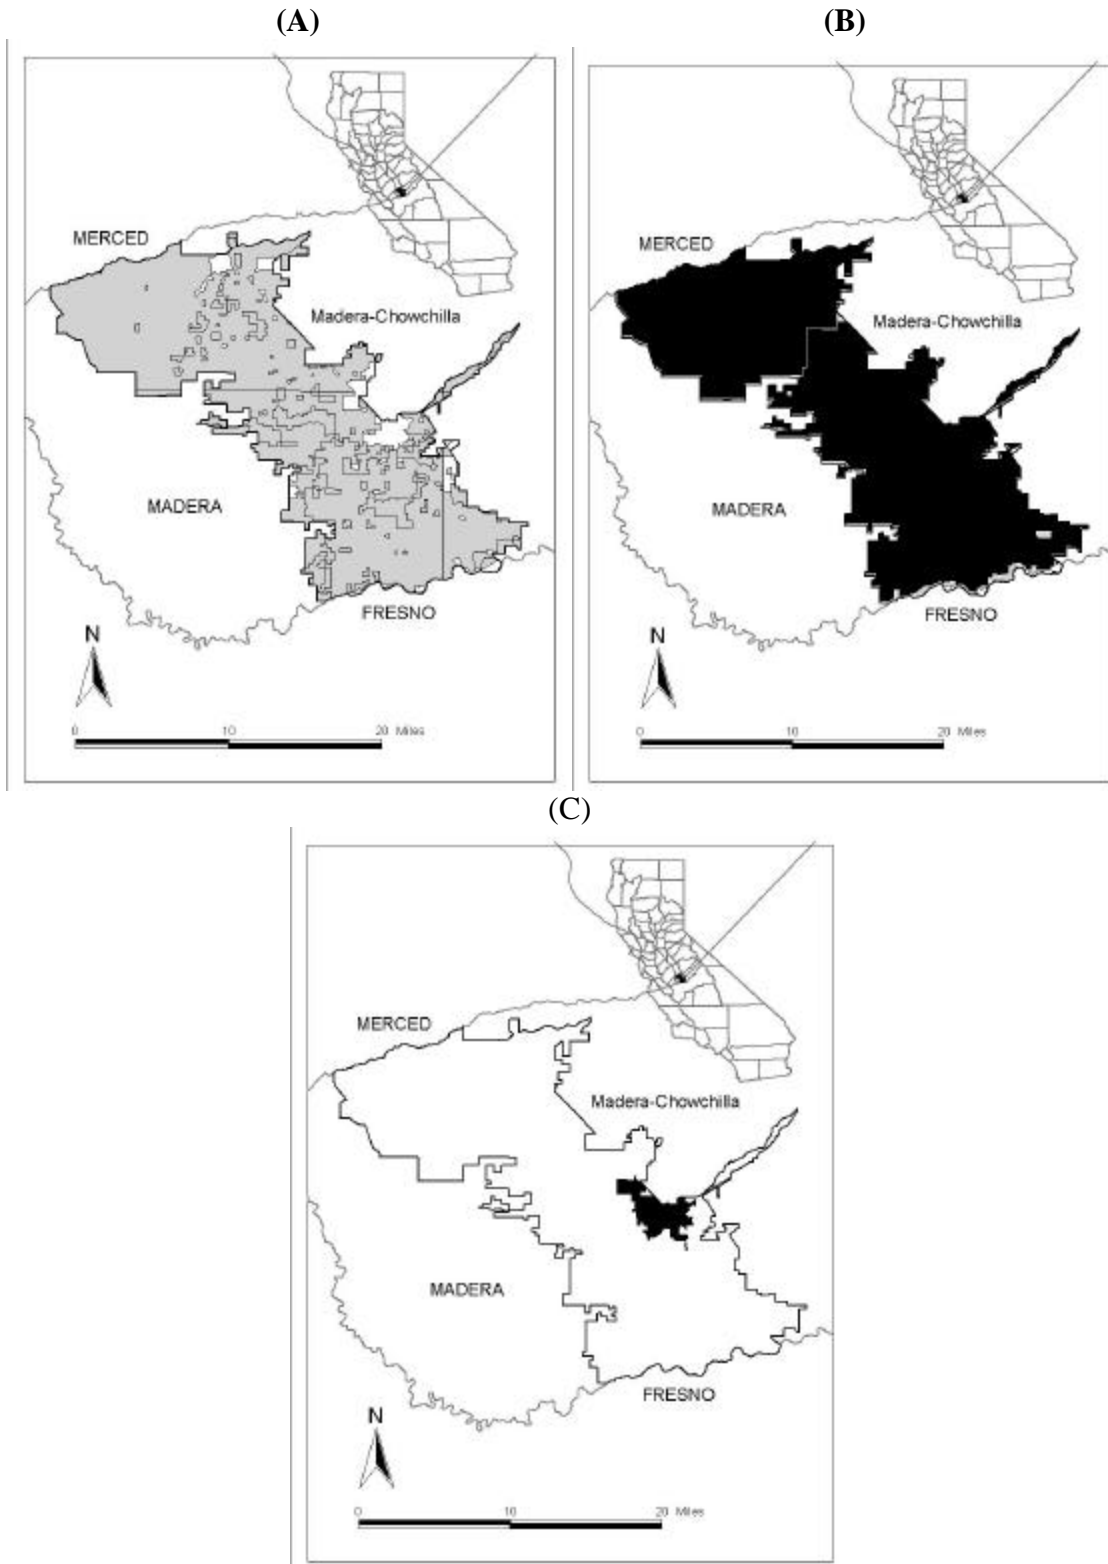 (A)
MERCED
Madera-Chowchilla
MADERA
FRESNO
N
0 10 20 Miles
(B)
MERCED
Madera-Chowchilla
MADERA
FRESNO
N
0 10 20 Miles
(C)
MERCED
Madera-Chowchilla
MADERA
FRESNO
N
0 10 20 Miles